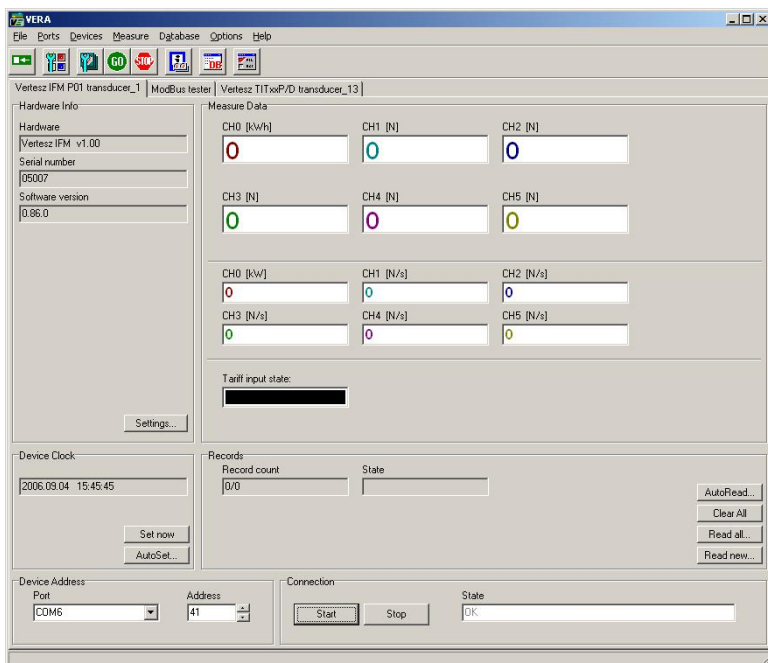 VERA
File Ports Devices Measure Database Options Help
GO STOP DB
Vertesz IFM P01 transducer_1 ModBus tester Vertesz TITxxP/D transducer_13
Hardware Info
Hardware
Vertesz IFM v1.00
Serial number
05007
Software version
0.86.0
Settings...
Measure Data
CH0 [kWh] CH1 [N] CH2 [N]
0 0 0
CH3 [N] CH4 [N] CH5 [N]
0 0 0
CH0 [kW] CH1 [N/s] CH2 [N/s]
0 0 0
CH3 [N/s] CH4 [N/s] CH5 [N/s]
0 0 0
Tariff input state:
Device Clock
2006.09.04 15:45:45
Set now
AutoSet...
Records
Record count State
0/0
AutoRead...
Clear All
Read all...
Read new...
Device Address
Port Address
COM6 41
Connection
Start Stop
State
OK